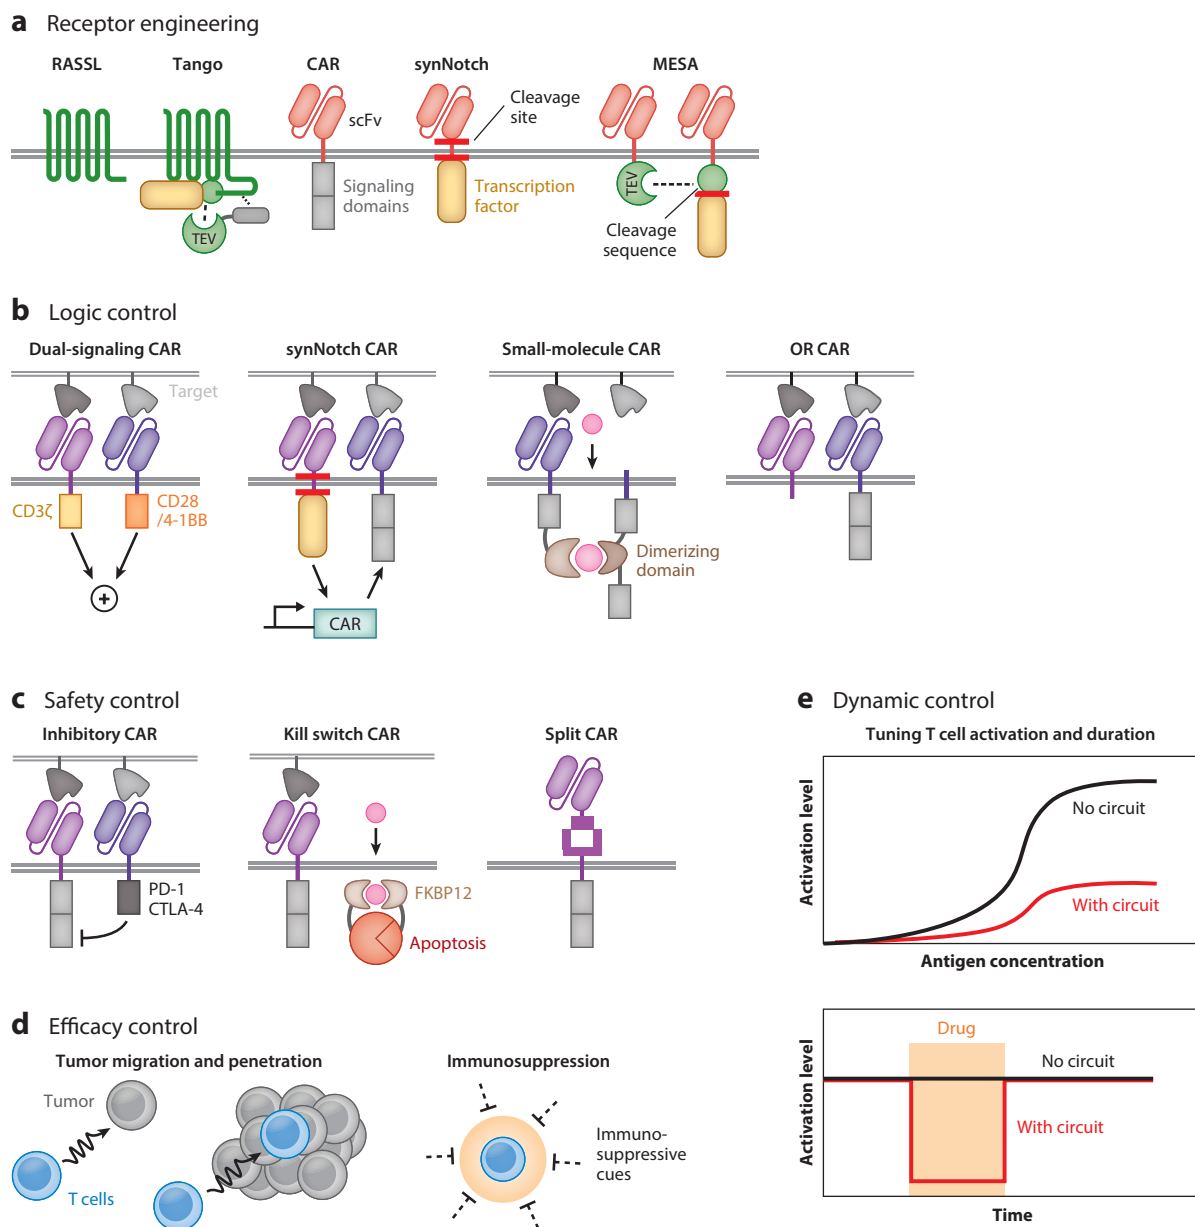 a Receptor engineering
RASSL
Tango
CAR
synNotch
MESA
scFv
Cleavage
site
Signaling
domains
Transcription
factor
TEV
TEV
Cleavage
sequence
b Logic control
Dual-signaling CAR
synNotch CAR
Small-molecule CAR
OR CAR
Target
CD3ζ
CD28
/4-1BB
+
CAR
Dimerizing
domain
c Safety control
Inhibitory CAR
Kill switch CAR
Split CAR
PD-1
CTLA-4
FKBP12
Apoptosis
e Dynamic control
Tuning T cell activation and duration
Activation level
No circuit
With circuit
Antigen concentration
d Efficacy control
Tumor migration and penetration
Immunosuppression
Tumor
T cells
Immuno-
suppressive
cues
Drug
Activation level
No circuit
With circuit
Time